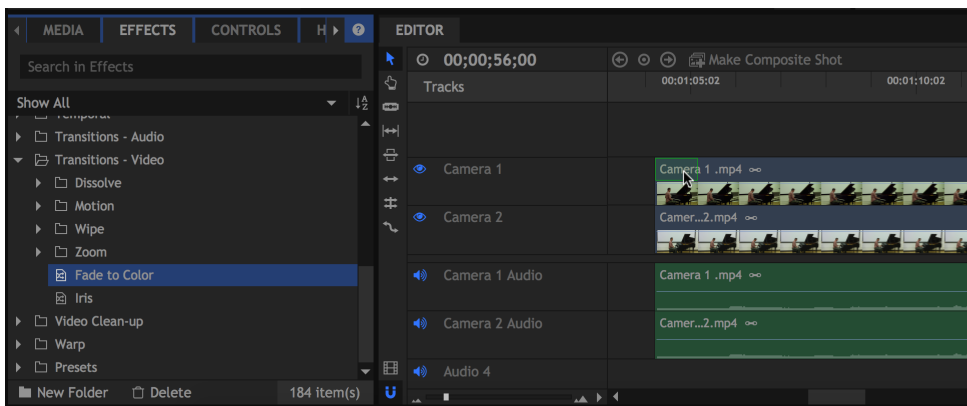 MEDIA EFFECTS CONTROLS H
Search in Effects
Show All
Temporal
Transitions - Audio
Transitions - Video
Dissolve
Motion
Wipe
Zoom
Fade to Color
Iris
Video Clean-up
Warp
Presets
New Folder Delete 184 item(s)
EDITOR
00;00;56;00 Make Composite Shot
Tracks 00;01;05;02 00;01;10;02
Camera 1 Camera 1 .mp4
Camera 2 Camer...2.mp4
Camera 1 Audio Camera 1 .mp4
Camera 2 Audio Camer...2.mp4
Audio 4